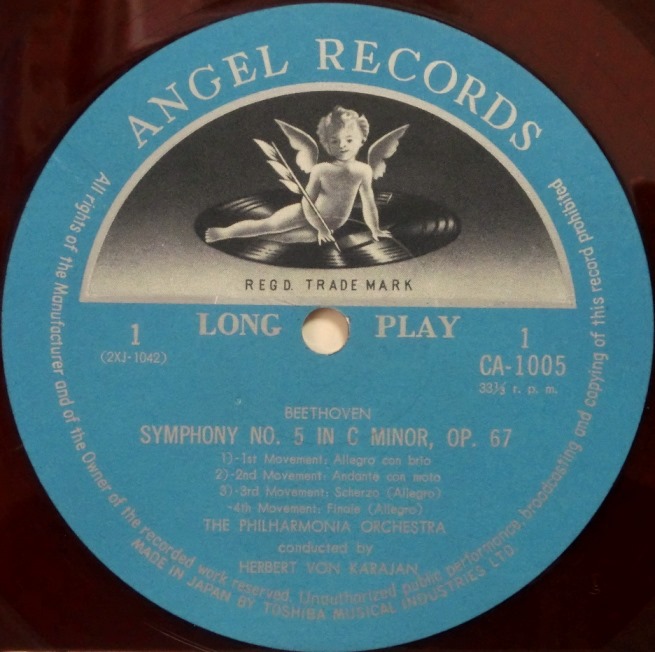 ANGEL RECORDS
REGD. TRADE MARK
LONG PLAY
1
(2XJ-1042)
1
CA-1005
33⅓ r. p. m.
BEETHOVEN
SYMPHONY NO. 5 IN C MINOR, OP. 67
1)-1st Movement: Allegro con brio
2)-2nd Movement: Andante con moto
3)-3rd Movement: Scherzo (Allegro)
-4th Movement: Finale (Allegro)
THE PHILHARMONIA ORCHESTRA
conducted by
HERBERT VON KARAJAN
All rights of the Manufacturer and of the Owner of the recorded work reserved. Unauthorized public performance, broadcasting and copying of this record prohibited
MADE IN JAPAN BY TOSHIBA MUSICAL INDUSTRIES LTD.